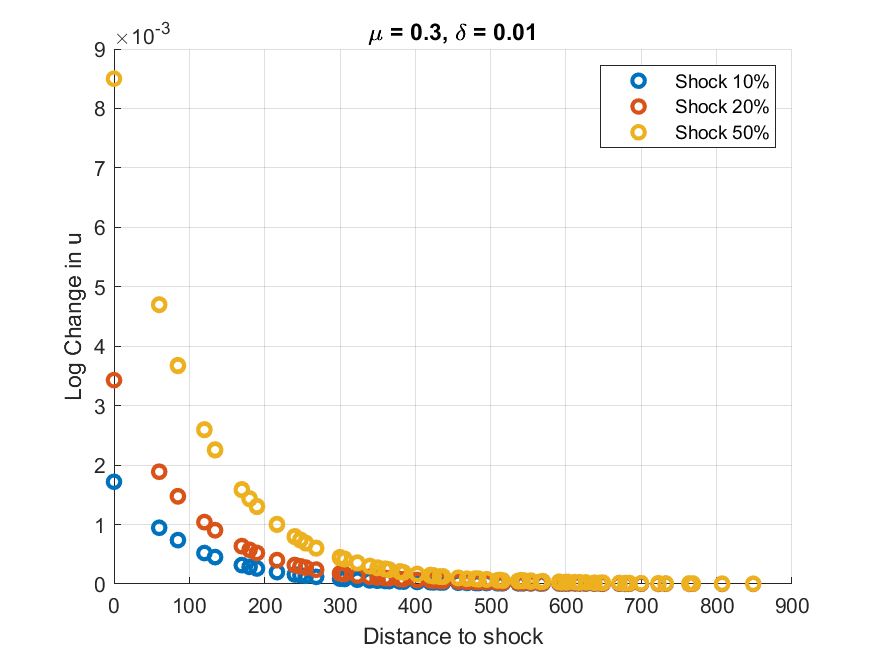 μ = 0.3, δ = 0.01
×10^-3
9
8
7
6
5
4
3
2
1
0
Log Change in u
Shock 10%
Shock 20%
Shock 50%
0 100 200 300 400 500 600 700 800 900
Distance to shock